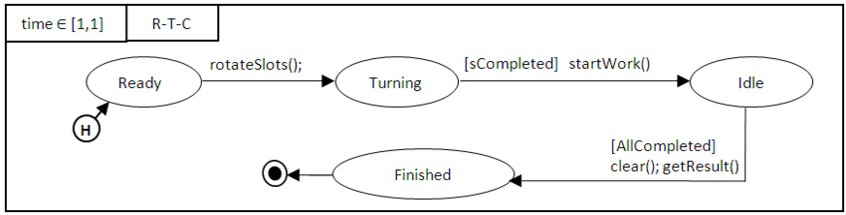 time ∈ [1,1]
R-T-C
rotateSlots();
[sCompleted] startWork()
Ready
Turning
Idle
H
[AllCompleted]
clear(); getResult()
Finished